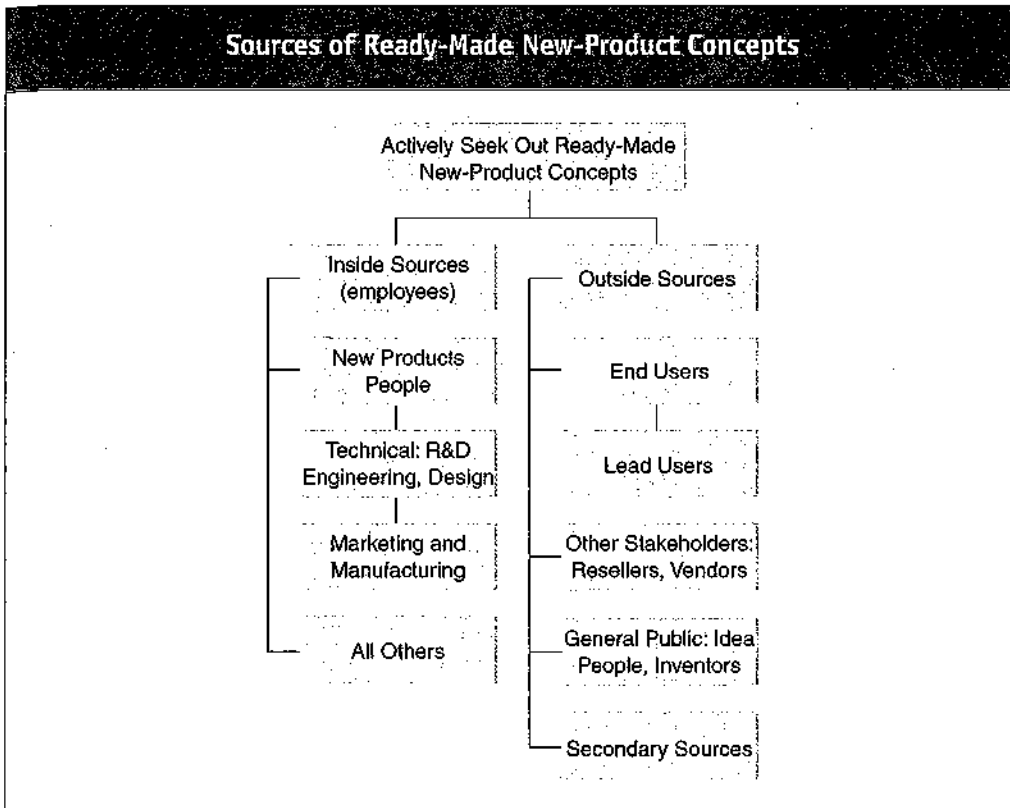 Sources of Ready-Made New-Product Concepts
Actively Seek Out Ready-Made
New-Product Concepts
Inside Sources
(employees)
New Products
People
Technical: R&D
Engineering, Design
Marketing and
Manufacturing
All Others
Outside Sources
End Users
Lead Users
Other Stakeholders:
Resellers, Vendors
General Public: Idea
People, Inventors
Secondary Sources